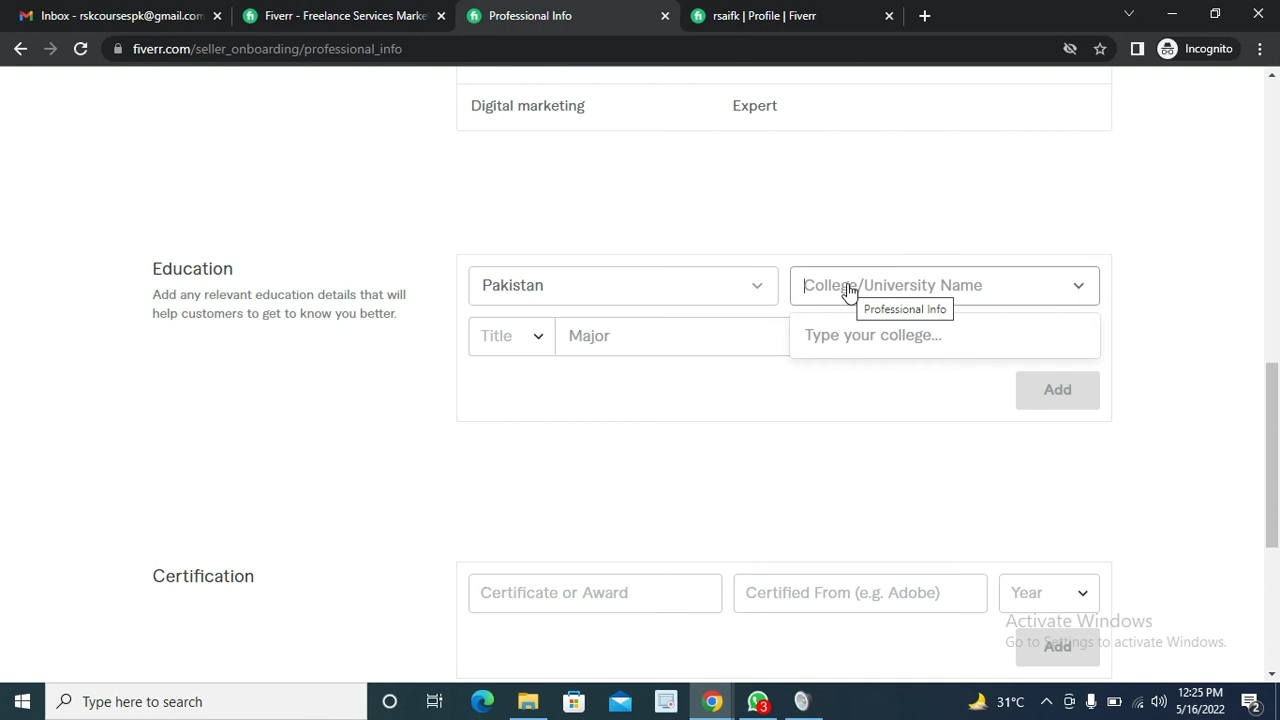 Inbox - rskcoursespk@gmail.com
Fiverr - Freelance Services Marke
Professional Info
rsaifk | Profile | Fiverr
fiverr.com/seller_onboarding/professional_info
Incognito
Digital marketing Expert
Education
Add any relevant education details that will
help customers to get to know you better.
Pakistan
College/University Name
Professional Info
Title
Major
Type your college...
Add
Certification
Certificate or Award
Certified From (e.g. Adobe)
Year
Activate Windows
Go to Settings to activate Windows.
Add
Type here to search
3
31°C
12:25 PM
5/16/2022
2